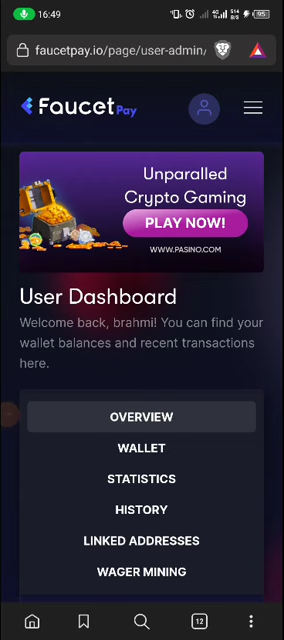 16:49
faucetpay.io/page/user-admin/
Faucet Pay
Unparalled
Crypto Gaming
PLAY NOW!
WWW.PASINO.COM
User Dashboard
Welcome back, brahmi! You can find your
wallet balances and recent transactions
here.
OVERVIEW
WALLET
STATISTICS
HISTORY
LINKED ADDRESSES
WAGER MINING
12